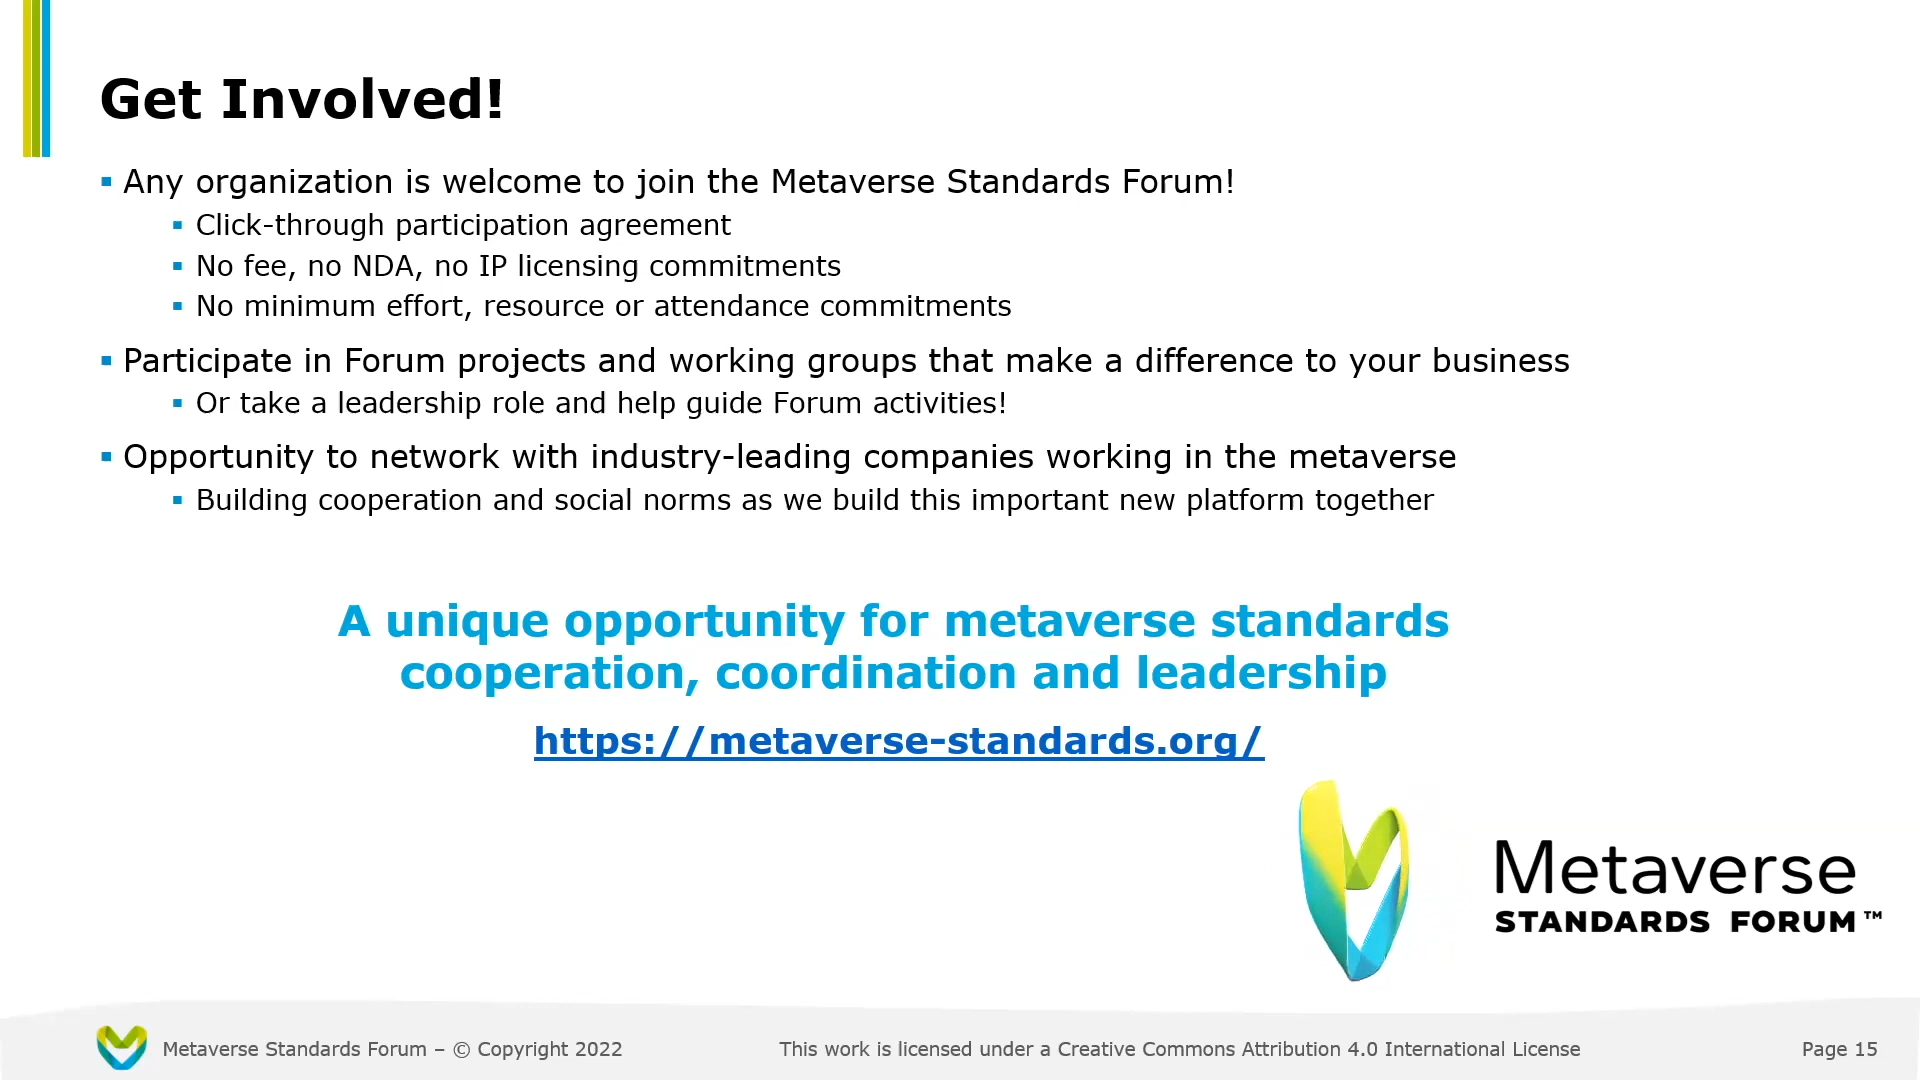 Get Involved!
Any organization is welcome to join the Metaverse Standards Forum!
Click-through participation agreement
No fee, no NDA, no IP licensing commitments
No minimum effort, resource or attendance commitments
Participate in Forum projects and working groups that make a difference to your business
Or take a leadership role and help guide Forum activities!
Opportunity to network with industry-leading companies working in the metaverse
Building cooperation and social norms as we build this important new platform together
A unique opportunity for metaverse standards
cooperation, coordination and leadership
https://metaverse-standards.org/
Metaverse
STANDARDS FORUM™
Metaverse Standards Forum – © Copyright 2022
This work is licensed under a Creative Commons Attribution 4.0 International License
Page 15